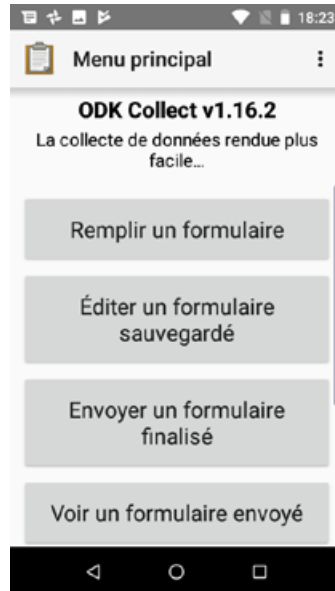 18:23
Menu principal
ODK Collect v1.16.2
La collecte de données rendue plus
facile...
Remplir un formulaire
Éditer un formulaire
sauvegardé
Envoyer un formulaire
finalisé
Voir un formulaire envoyé